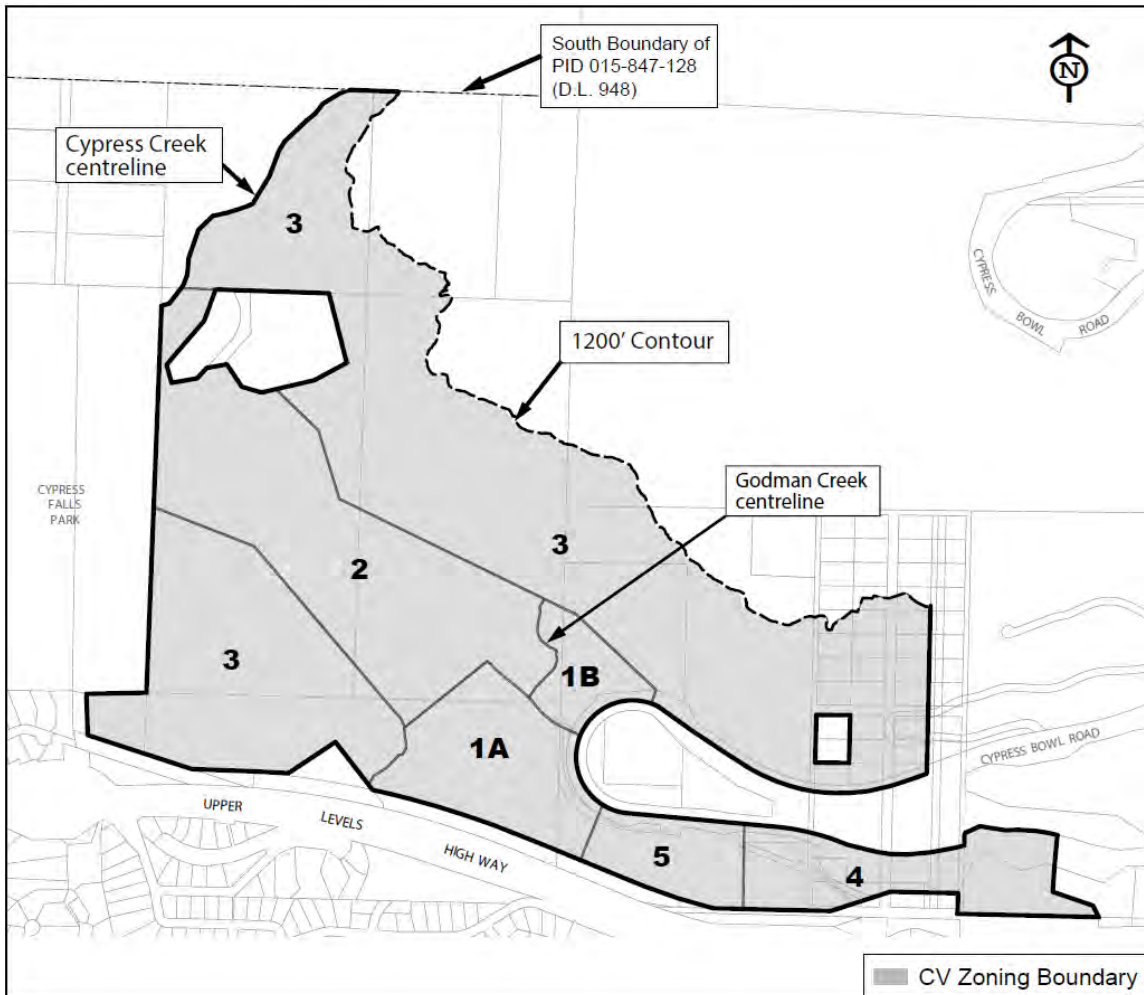 South Boundary of
PID 015-847-128
(D.L. 948)
N
Cypress Creek
centreline
3
CYPRESS
BOWL
ROAD
1200' Contour
Godman Creek
centreline
CYPRESS
FALLS
PARK
3
2
3
1B
1A
CYPRESS BOWL ROAD
UPPER
LEVELS
HIGH WAY
5
4
CV Zoning Boundary